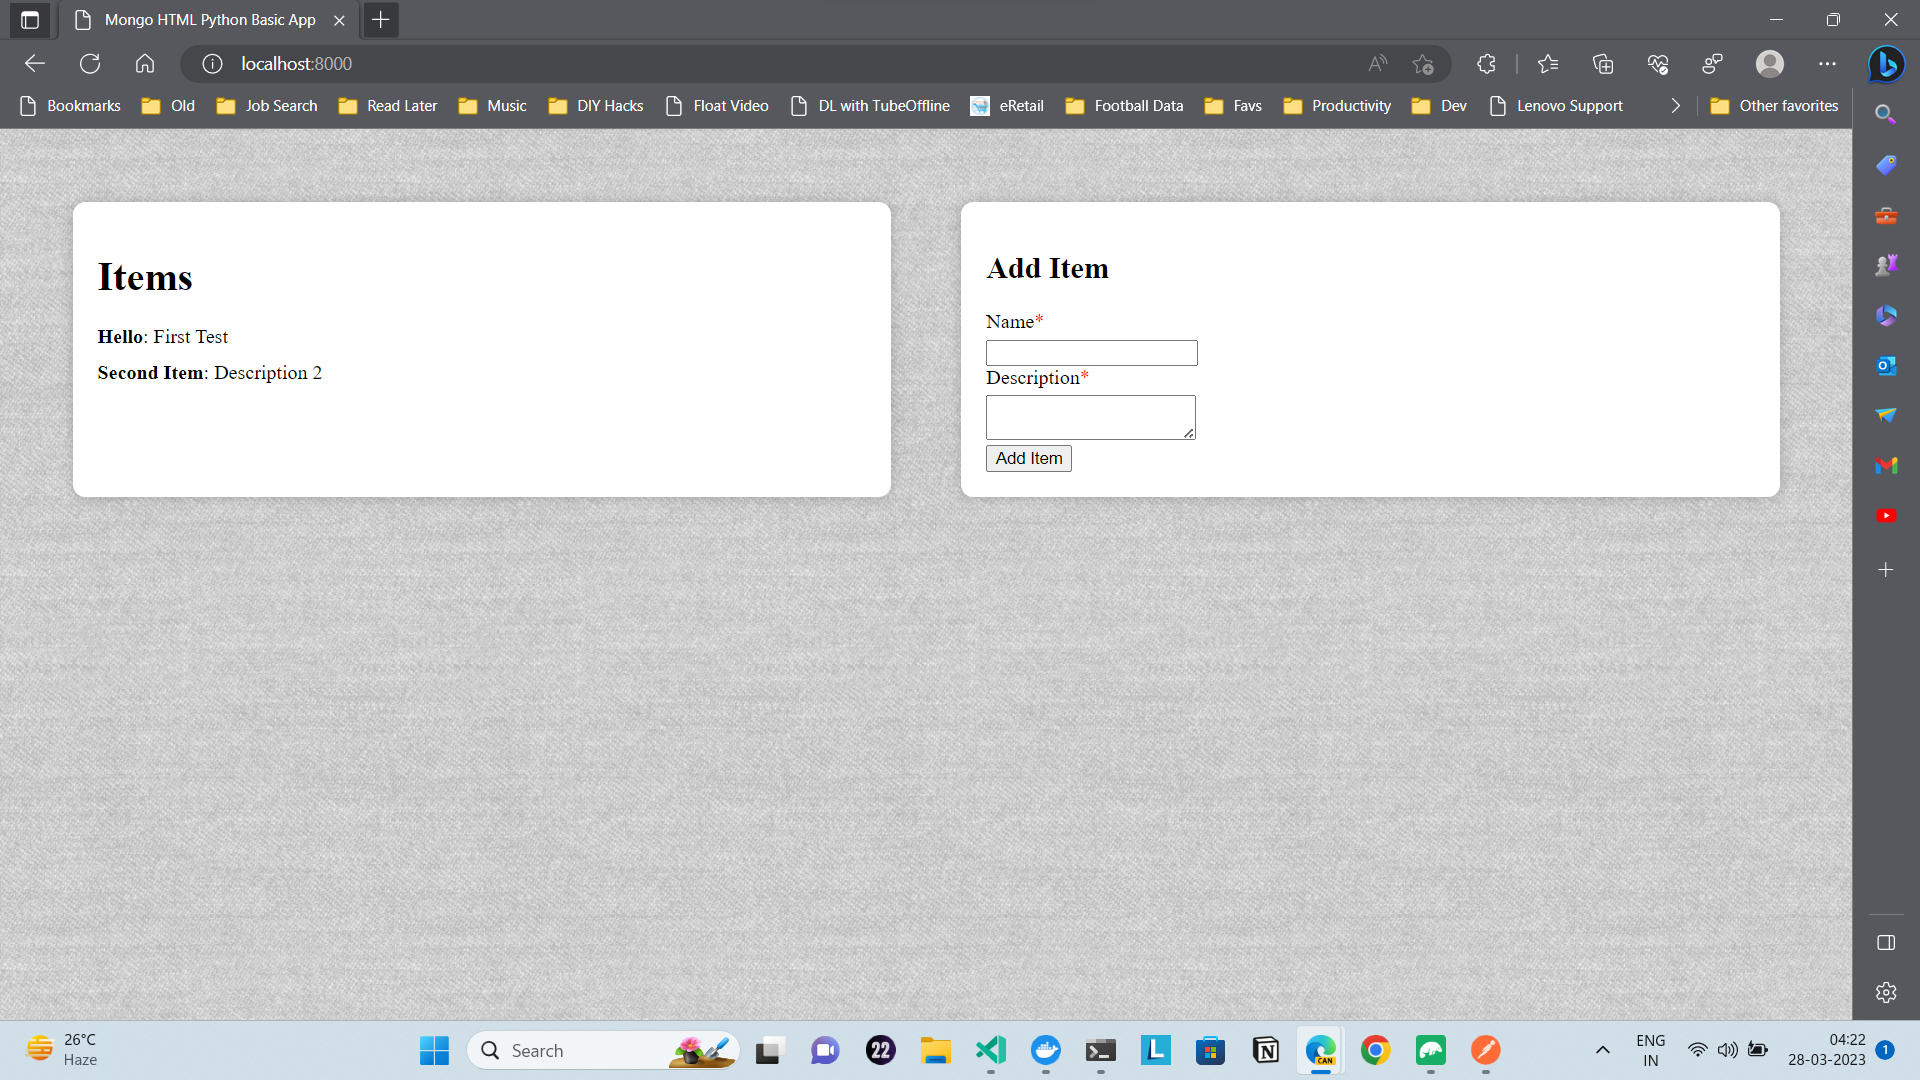 Mongo HTML Python Basic App
localhost:8000
Bookmarks Old Job Search Read Later Music DIY Hacks Float Video DL with TubeOffline eRetail Football Data Favs Productivity Dev Lenovo Support Other favorites
Items
Hello: First Test
Second Item: Description 2
Add Item
Name*
Description*
Add Item
26°C
Haze
Search
22
L
N
CAN
ENG
IN
04:22
28-03-2023
1